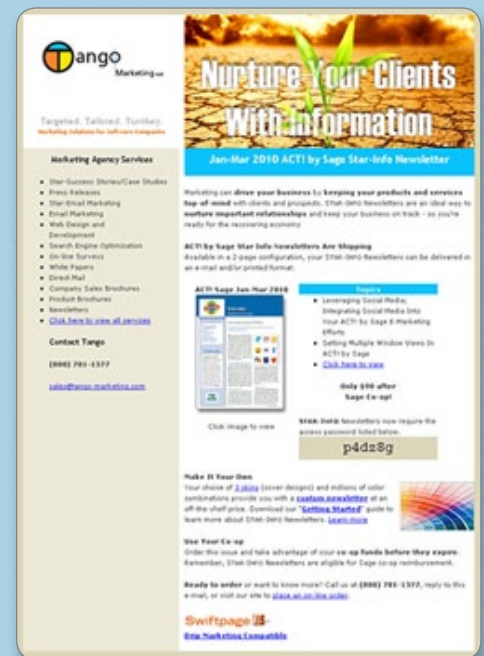 Tango
Marketing LLC
Targeted. Tailored. Turnkey.
Marketing Solutions for Software Companies
Marketing Agency Services
Star-Success Stories/Case Studies
Press Releases
Star-Email Marketing
Email Marketing
Web Design and
Development
Search Engine Optimization
On-line Surveys
White Papers
Direct Mail
Company Sales Brochures
Product Brochures
Newsletters
Click here to view all services
Contact Tango
(888) 781-1377
sales@tango-marketing.com
Nurture Your Clients
With Information
Jan-Mar 2010 ACT! by Sage Star-Info Newsletter
Marketing can drive your business by keeping your products and services
top-of-mind with clients and prospects. STAR-INFO Newsletters are an ideal way to
nurture important relationships and keep your business on track - so you're
ready for the recovering economy.
ACT! by Sage Star Info Newsletters Are Shipping
Available in a 2-page configuration, your STAR-INFO Newsletters can be delivered in
an e-mail and/or printed format.
ACT! Sage Jan-Mar 2010
Click image to view
Topics
Leveraging Social Media;
Integrating Social Media Into
Your ACT! by Sage E-Marketing
Efforts
Setting Multiple Window Views In
ACT! by Sage
Click here to view
Only $90 after
Sage Co-op!
STAR-INFO Newsletters now require the
access password listed below.
p4dz8g
Make It Your Own
Your choice of 3 skins (cover designs) and millions of color
combinations provide you with a custom newsletter at an
off-the-shelf price. Download our "Getting Started" guide to
learn more about STAR-INFO Newsletters. Learn more
Use Your Co-op
Order this issue and take advantage of your co-op funds before they expire.
Remember, STAR-INFO Newsletters are eligible for Sage co-op reimbursement.
Ready to order or want to know more? Call us at (888) 781-1377, reply to this
e-mail, or visit our site to place an on-line order.
Swiftpage
Drip Marketing Compatible